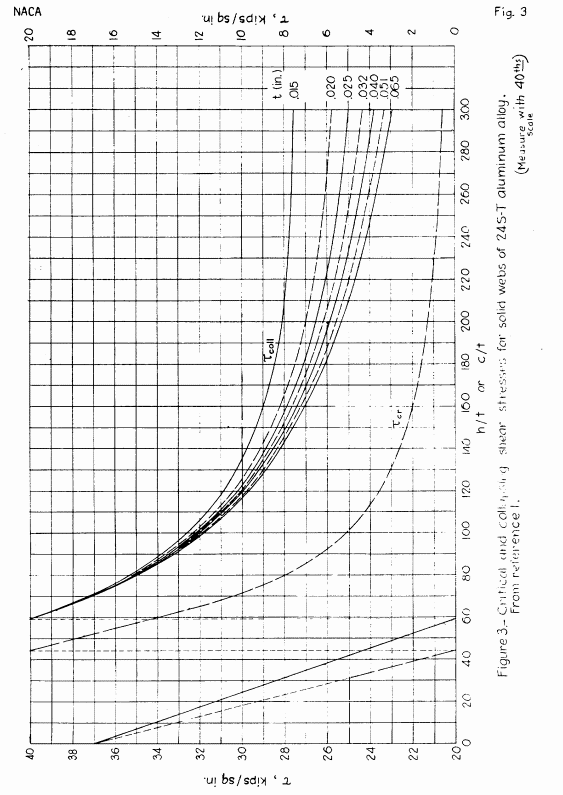 NACA
Fig. 3
τ, kips/sq.in.
14 12 10 8 6 4 2 0
t (in.)
.015
.020
.025
.032
.040
.051
.065
τcoll
τcr
0 20 40 60 80 100 120 140 160 180 200 220 240 260 280 300
h/t or c/t
40 38 36 34 32 30 28 26 24 22 20
τ, kips/sq.in.
Figure 3.- Critical and collapsing shear stresses for solid webs of 24S-T aluminum alloy.
From reference 1.
(Measure with 40ths
scale